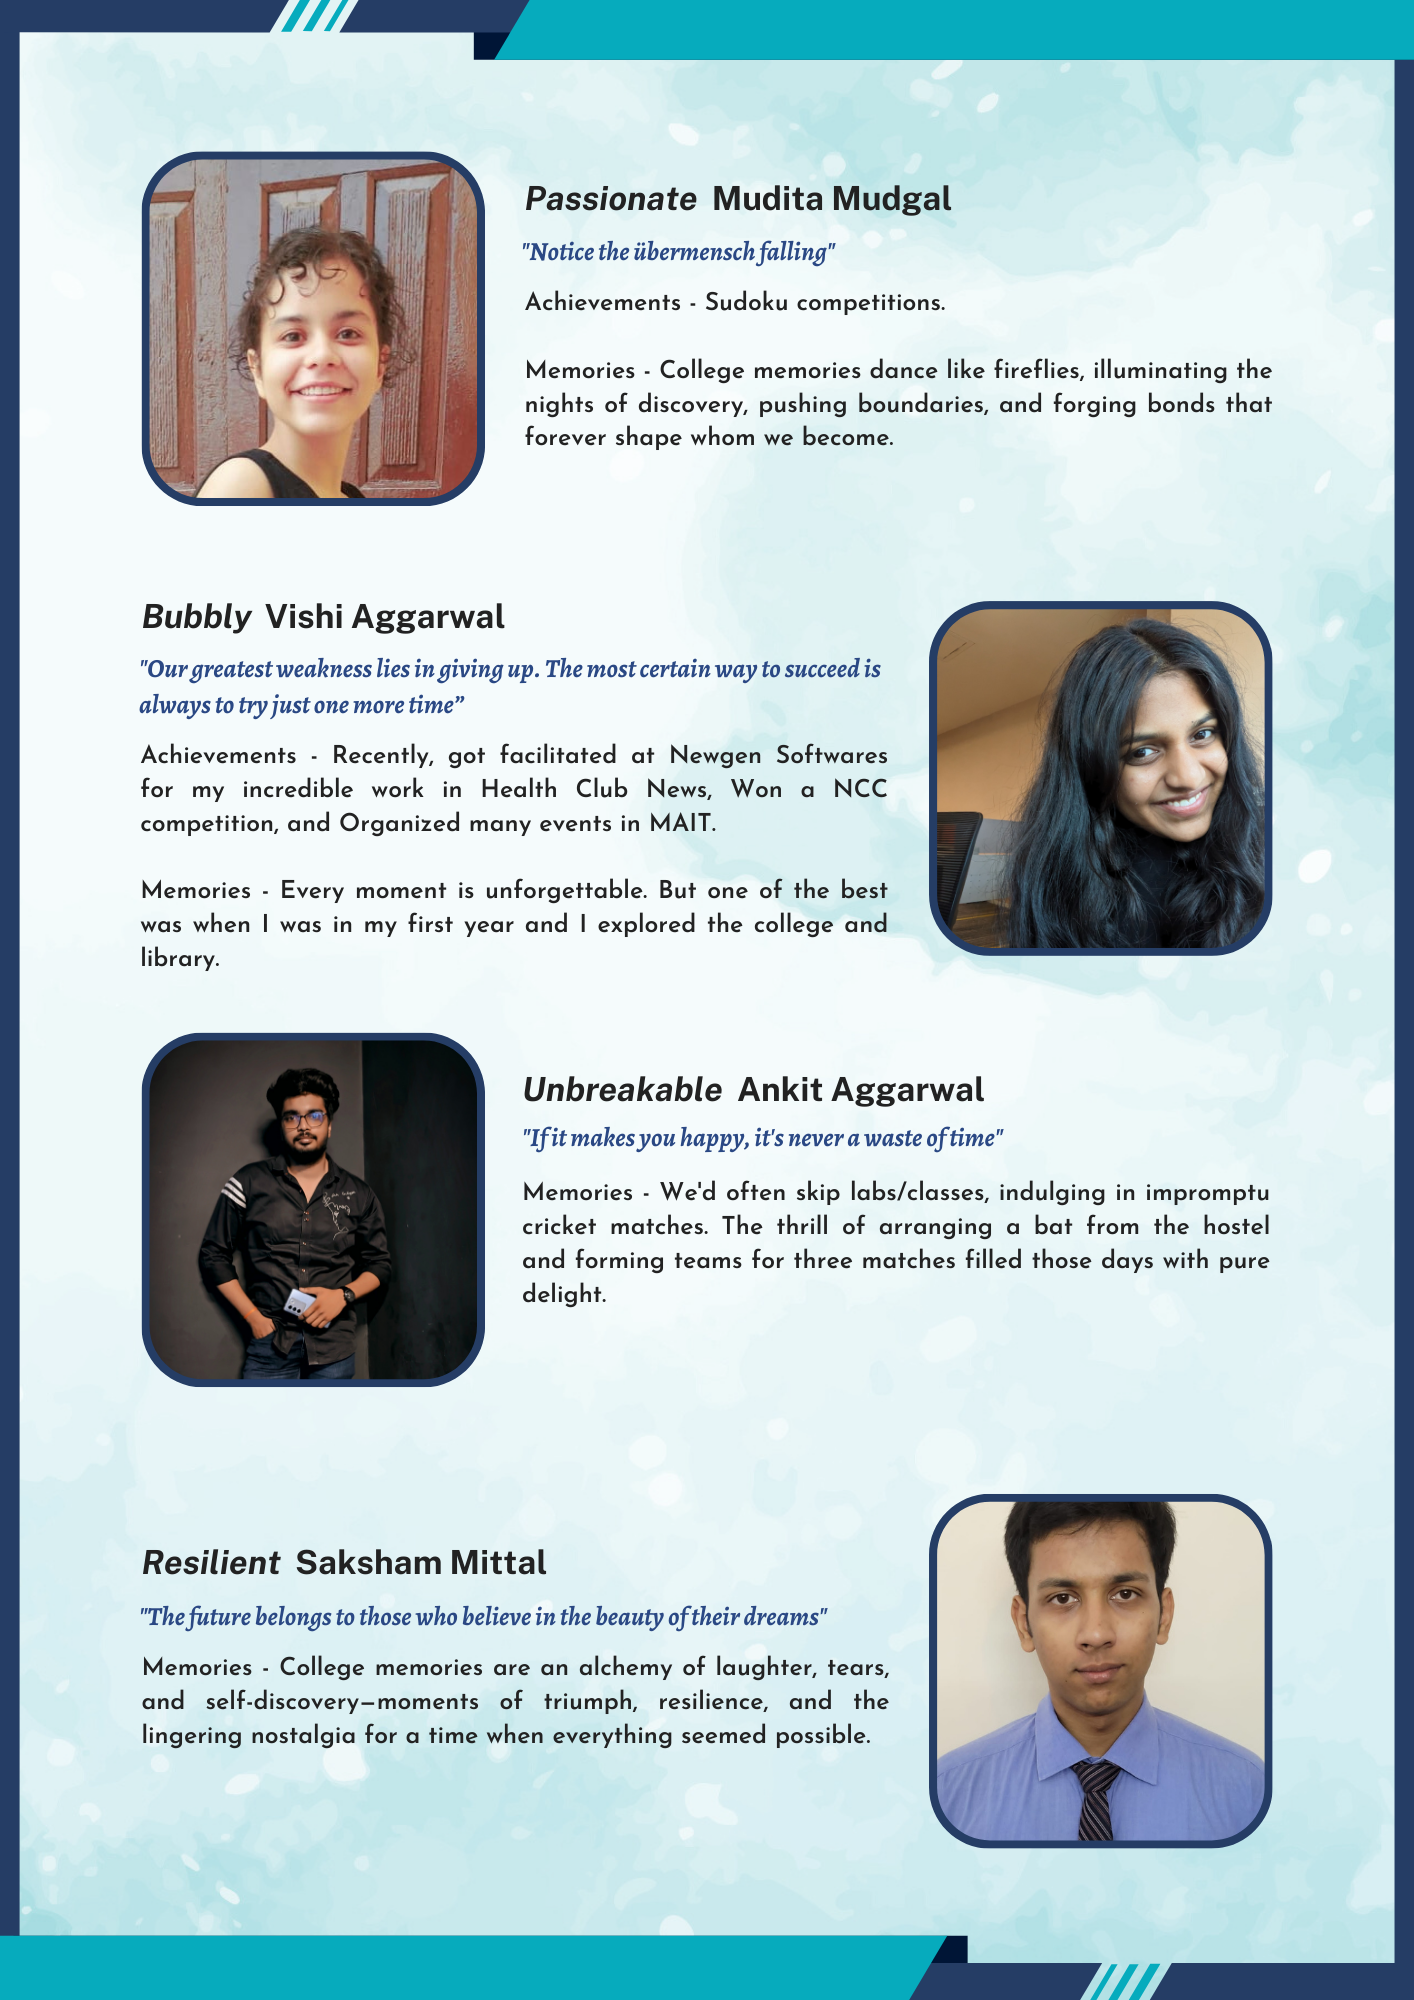 Passionate Mudita Mudgal
"Notice the übermensch falling"
Achievements - Sudoku competitions.
Memories - College memories dance like fireflies, illuminating the
nights of discovery, pushing boundaries, and forging bonds that
forever shape whom we become.
Bubbly Vishi Aggarwal
"Our greatest weakness lies in giving up. The most certain way to succeed is
always to try just one more time”
Achievements - Recently, got facilitated at Newgen Softwares
for my incredible work in Health Club News, Won a NCC
competition, and Organized many events in MAIT.
Memories - Every moment is unforgettable. But one of the best
was when I was in my first year and I explored the college and
library.
Unbreakable Ankit Aggarwal
"If it makes you happy, it's never a waste of time"
Memories - We'd often skip labs/classes, indulging in impromptu
cricket matches. The thrill of arranging a bat from the hostel
and forming teams for three matches filled those days with pure
delight.
Resilient Saksham Mittal
"The future belongs to those who believe in the beauty of their dreams"
Memories - College memories are an alchemy of laughter, tears,
and self-discovery—moments of triumph, resilience, and the
lingering nostalgia for a time when everything seemed possible.